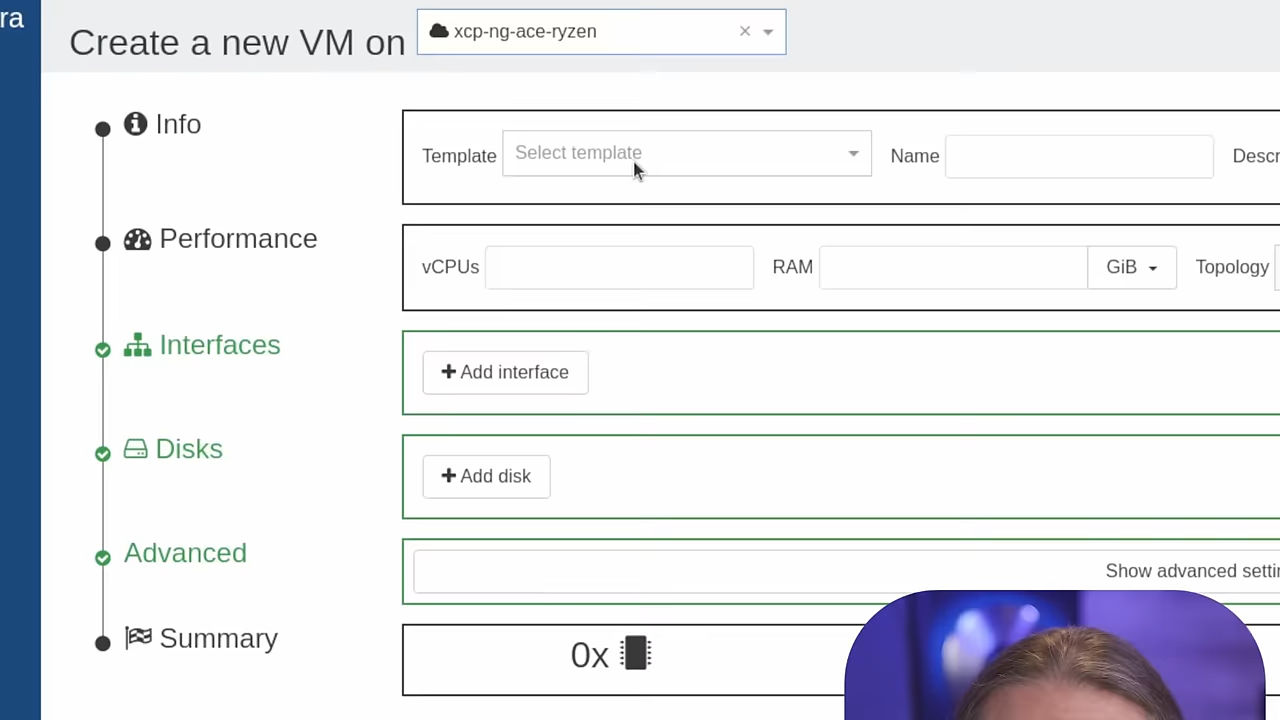 ra
Create a new VM on xcp-ng-ace-ryzen ×
Info
Template Select template Name Descr
Performance
vCPUs RAM GiB Topology
Interfaces
Add interface
Disks
Add disk
Advanced
Show advanced setti
Summary
0x